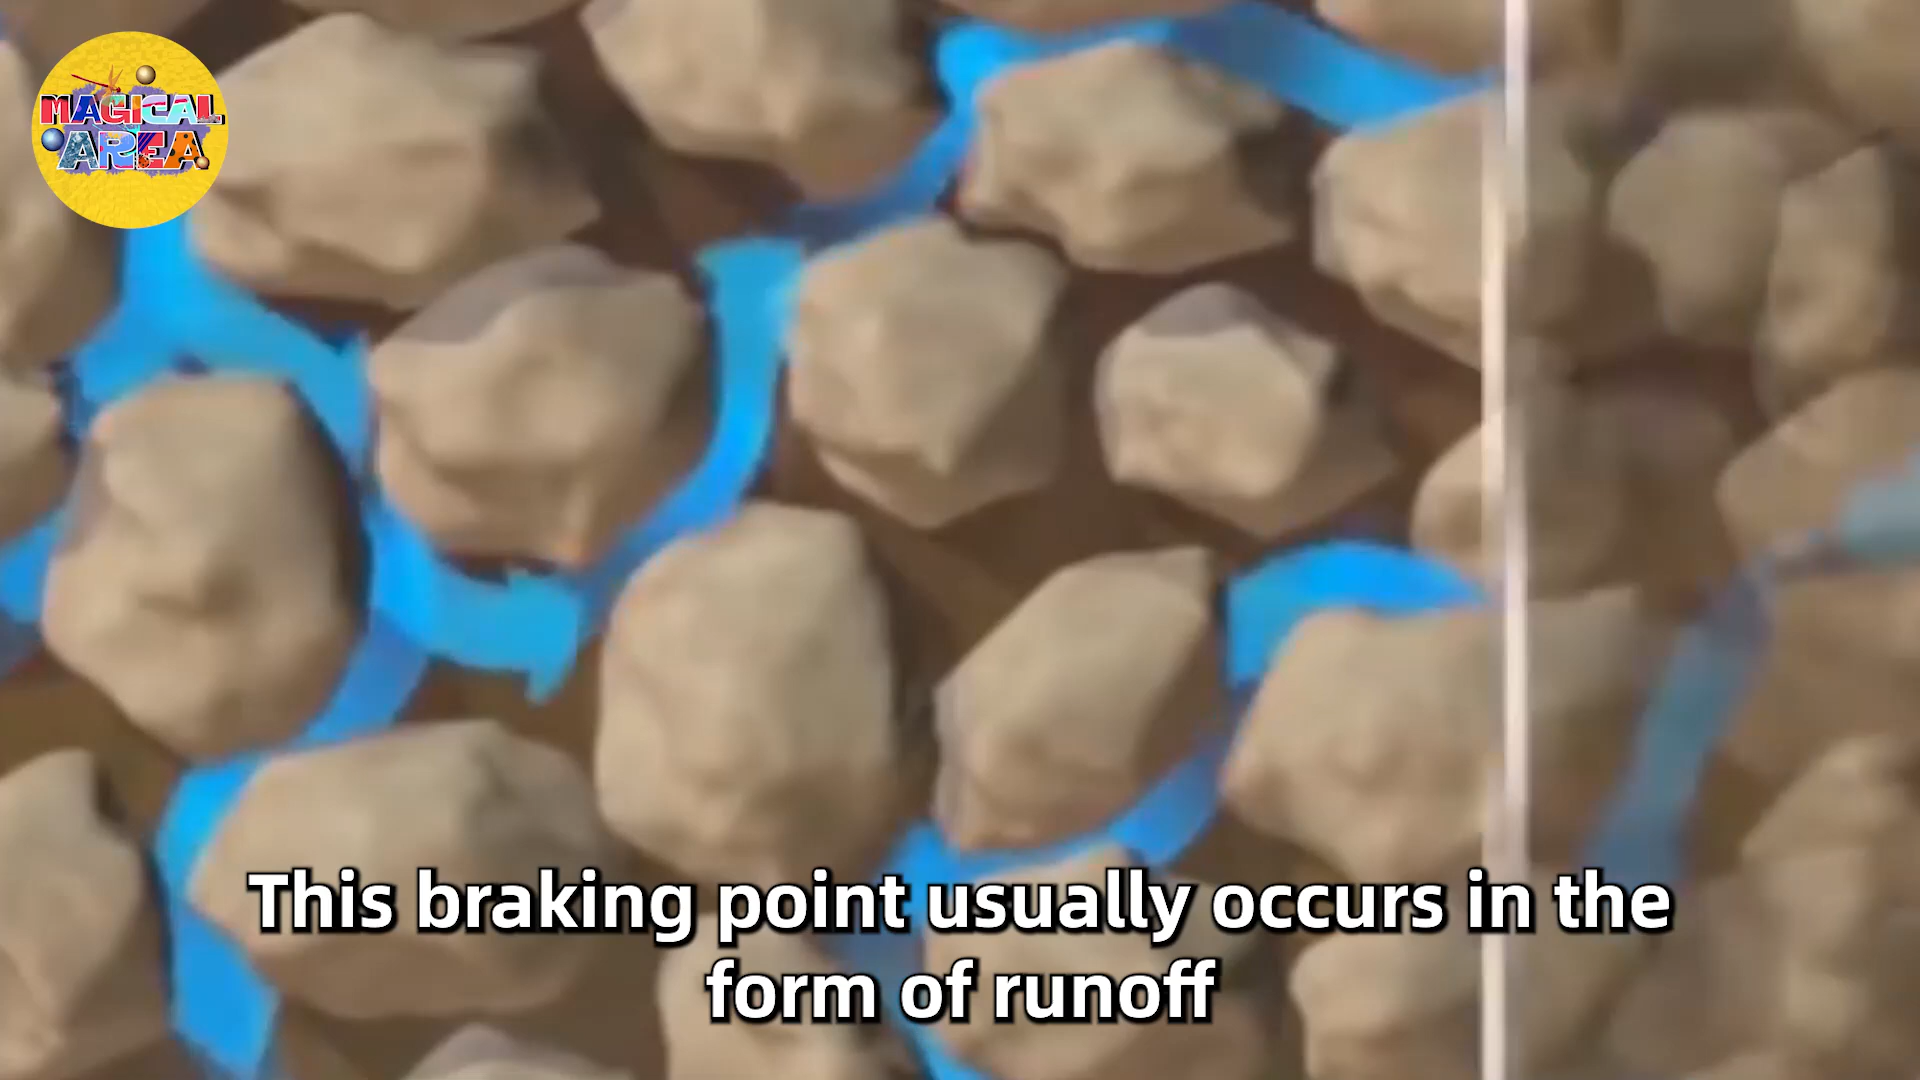 MAGICAL
AREA
This braking point usually occurs in the
form of runoff